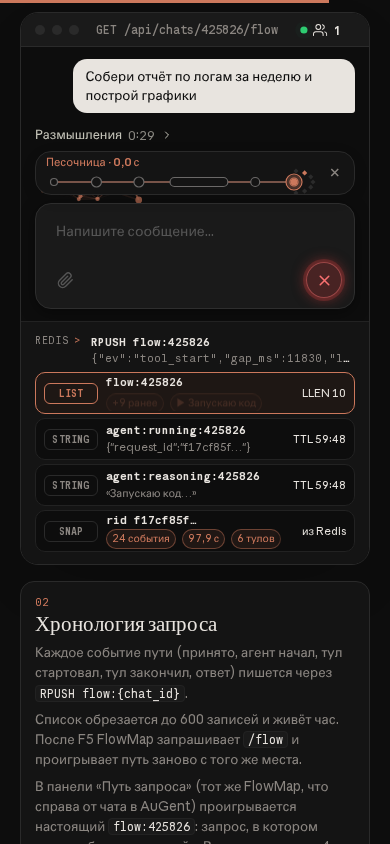 GET /api/chats/425826/flow 1
Собери отчёт по логам за неделю и
построй графики
Размышления 0:29 >
Песочница · 0,0 с
Напишите сообщение…
REDIS > RPUSH flow:425826
{"ev":"tool_start","gap_ms":11830,"l…
LIST flow:425826 LLEN 10
+9 ранее ▶ Запускаю код
STRING agent:running:425826 TTL 59:48
{"request_id":"f17cf85f…"}
STRING agent:reasoning:425826 TTL 59:48
«Запускаю код…»
SNAP rid f17cf85f… из Redis
24 события 97,9 с 6 тулов
02
Хронология запроса
Каждое событие пути (принято, агент начал, тул
стартовал, тул закончил, ответ) пишется через
RPUSH flow:{chat_id}.
Список обрезается до 600 записей и живёт час.
После F5 FlowMap запрашивает /flow и
проигрывает путь заново с того же места.
В панели «Путь запроса» (тот же FlowMap, что
справа от чата в AuGent) проигрывается
настоящий flow:425826: запрос, в котором